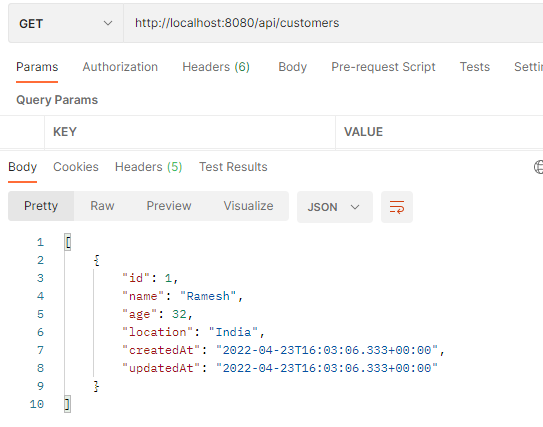 GET http://localhost:8080/api/customers
Params Authorization Headers (6) Body Pre-request Script Tests Setti
Query Params
KEY VALUE
Body Cookies Headers (5) Test Results
Pretty Raw Preview Visualize JSON
1 [
2 {
3 "id": 1,
4 "name": "Ramesh",
5 "age": 32,
6 "location": "India",
7 "createdAt": "2022-04-23T16:03:06.333+00:00",
8 "updatedAt": "2022-04-23T16:03:06.333+00:00"
9 }
10 ]